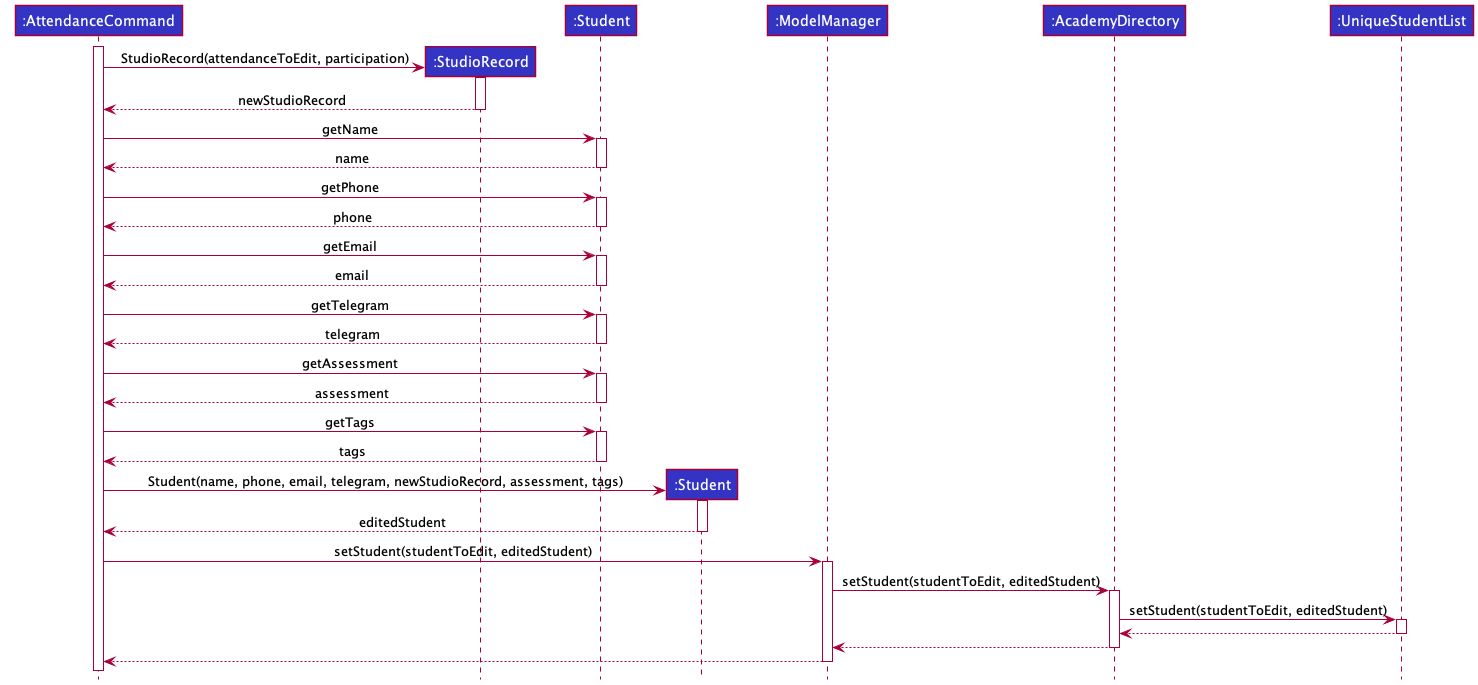 :AttendanceCommand
:Student
:ModelManager
:AcademyDirectory
:UniqueStudentList
StudioRecord(attendanceToEdit, participation)
:StudioRecord
newStudioRecord
getName
name
getPhone
phone
getEmail
email
getTelegram
telegram
getAssessment
assessment
getTags
tags
Student(name, phone, email, telegram, newStudioRecord, assessment, tags)
:Student
editedStudent
setStudent(studentToEdit, editedStudent)
setStudent(studentToEdit, editedStudent)
setStudent(studentToEdit, editedStudent)